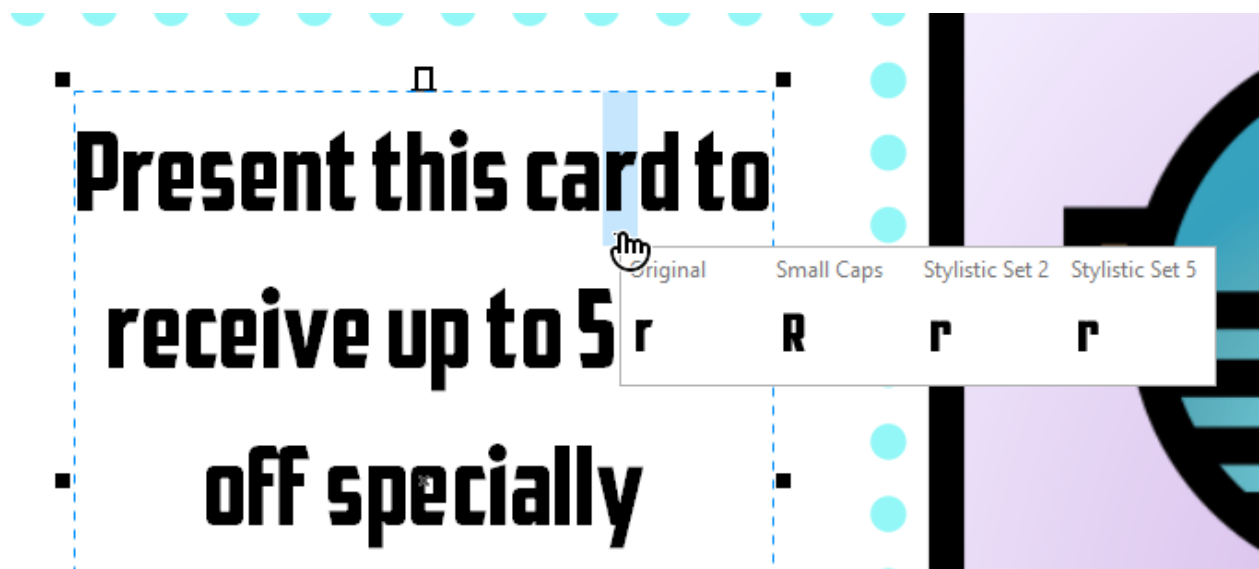 Present this card to
receive up to 5
off specially
Original Small Caps Stylistic Set 2 Stylistic Set 5
r R r r